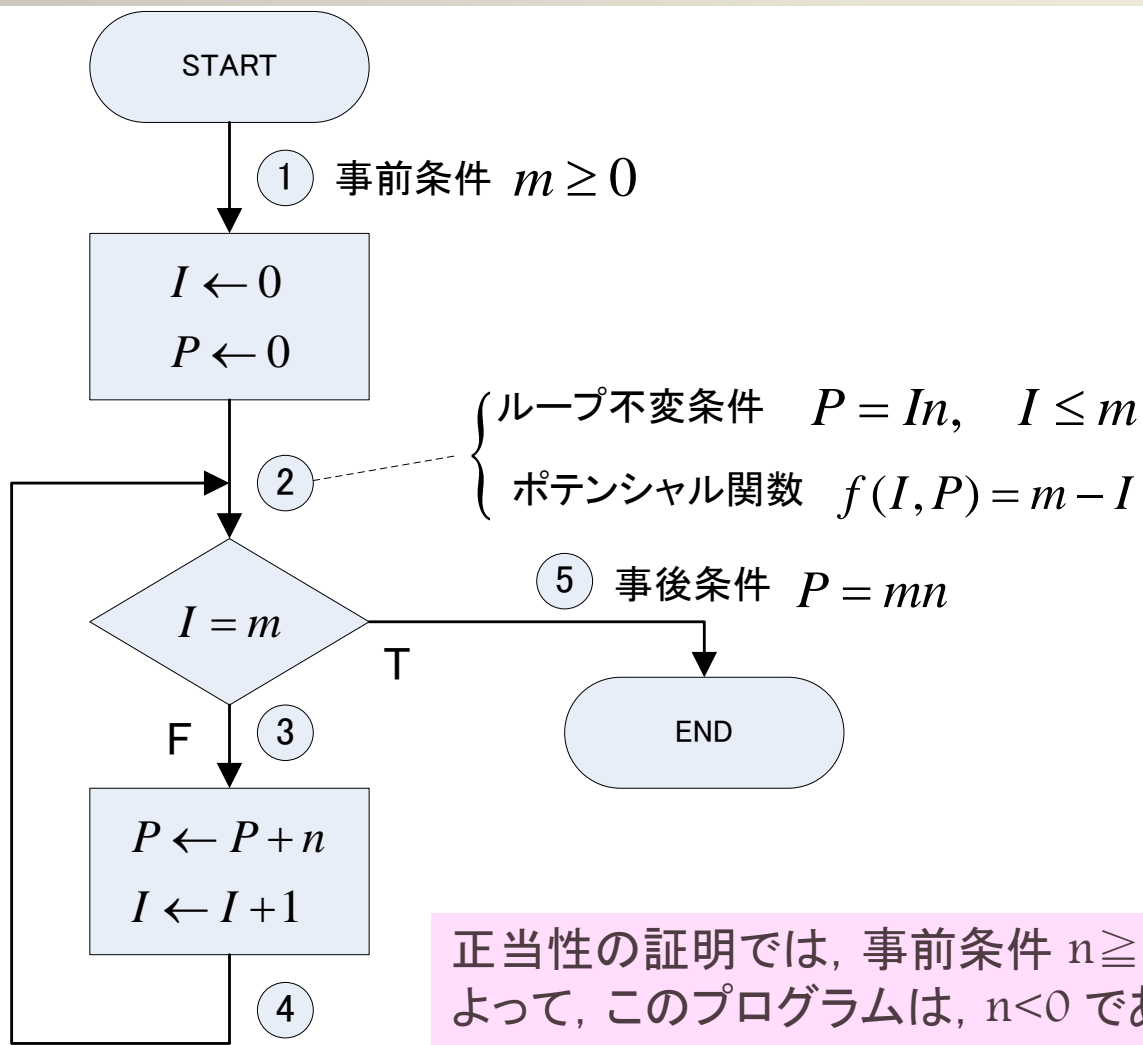 START
① 事前条件 m ≥ 0
I ← 0
P ← 0
ループ不変条件 P = In, I ≤ m
②
ポテンシャル関数 f(I, P) = m − I
⑤ 事後条件 P = mn
I = m
T
F
③
END
P ← P + n
I ← I + 1
正当性の証明では, 事前条件 n≧
よって, このプログラムは, n<0 で
④